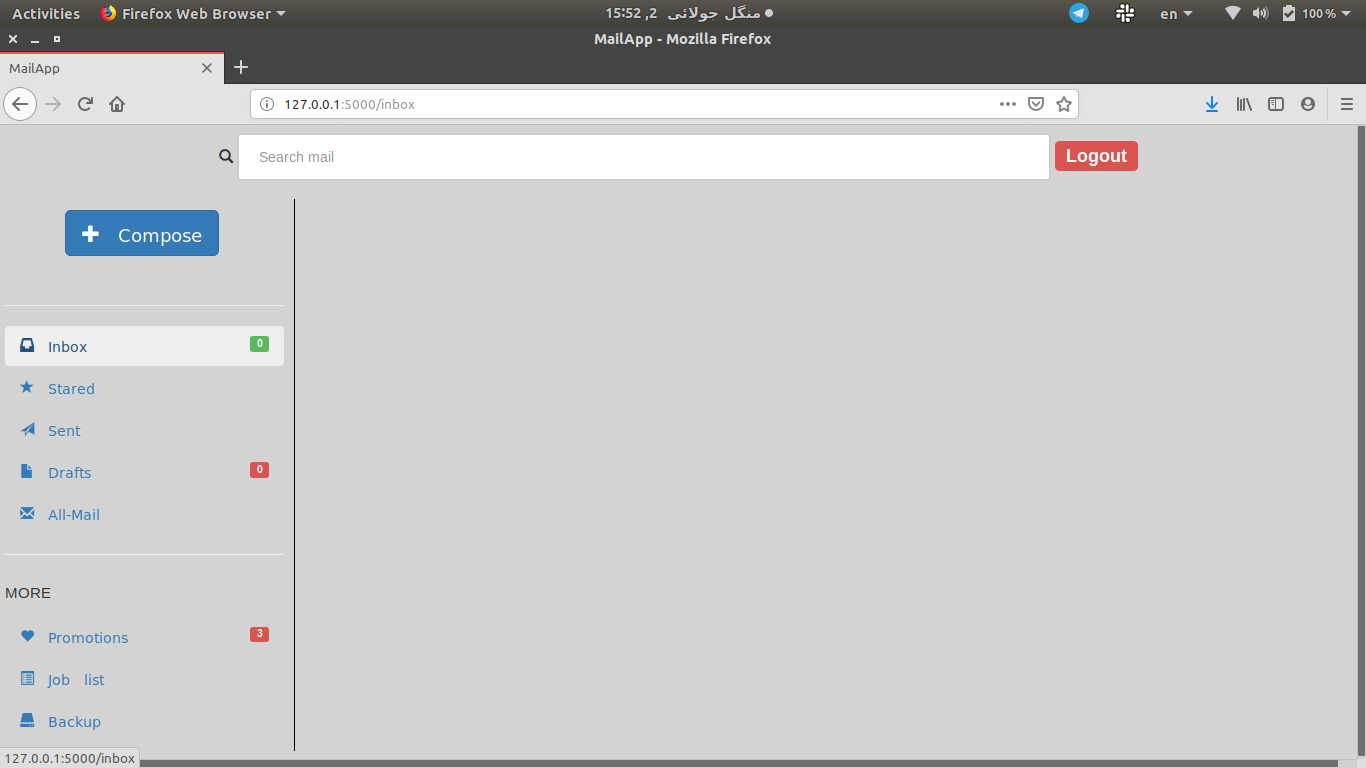 Activities Firefox Web Browser منگل جولائی 2, 15:52 en 100%
MailApp - Mozilla Firefox
MailApp
127.0.0.1:5000/inbox
Search mail Logout
Compose
Inbox 0
Stared
Sent
Drafts 0
All-Mail
MORE
Promotions 3
Job list
Backup
127.0.0.1:5000/inbox